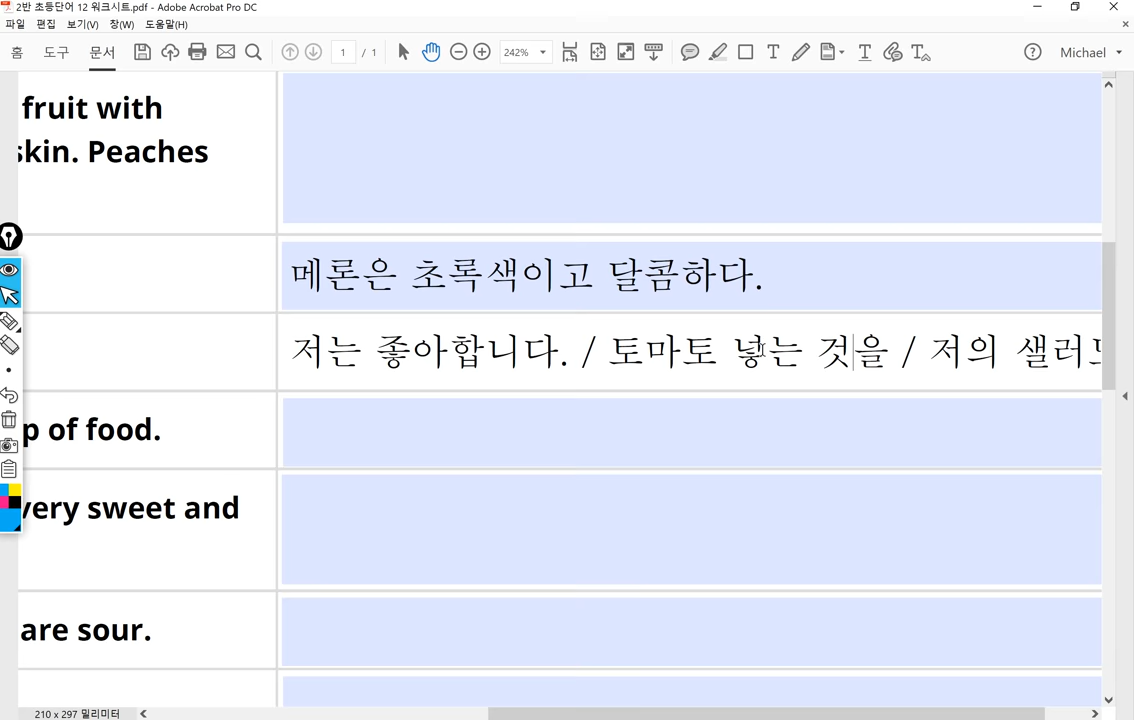 2반 초등단어 12 워크시트.pdf - Adobe Acrobat Pro DC
파일 편집 보기(V) 창(W) 도움말(H)
홈 도구 문서 1 / 1 242% Michael
fruit with
skin. Peaches
메론은 초록색이고 달콤하다.
저는 좋아합니다. / 토마토 넣는 것을 / 저의 샐러드
p of food.
very sweet and
are sour.
210 x 297 밀리미터